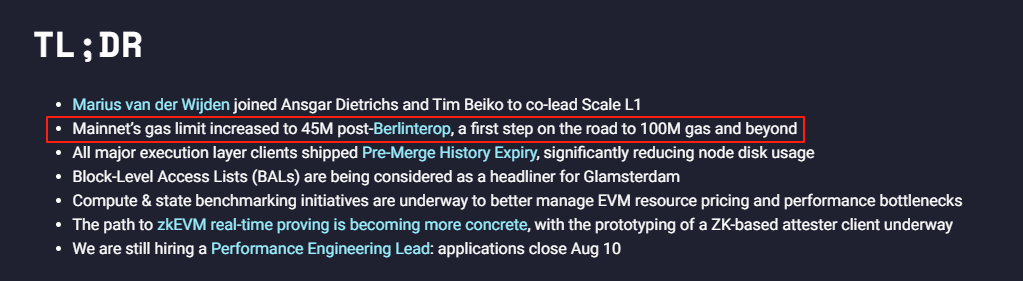 TL;DR
• Marius van der Wijden joined Ansgar Dietrichs and Tim Beiko to co-lead Scale L1
• Mainnet’s gas limit increased to 45M post-Berlinterop, a first step on the road to 100M gas and beyond
• All major execution layer clients shipped Pre-Merge History Expiry, significantly reducing node disk usage
• Block-Level Access Lists (BALs) are being considered as a headliner for Glamsterdam
• Compute & state benchmarking initiatives are underway to better manage EVM resource pricing and performance bottlenecks
• The path to zkEVM real-time proving is becoming more concrete, with the prototyping of a ZK-based attester client underway
• We are still hiring a Performance Engineering Lead: applications close Aug 10